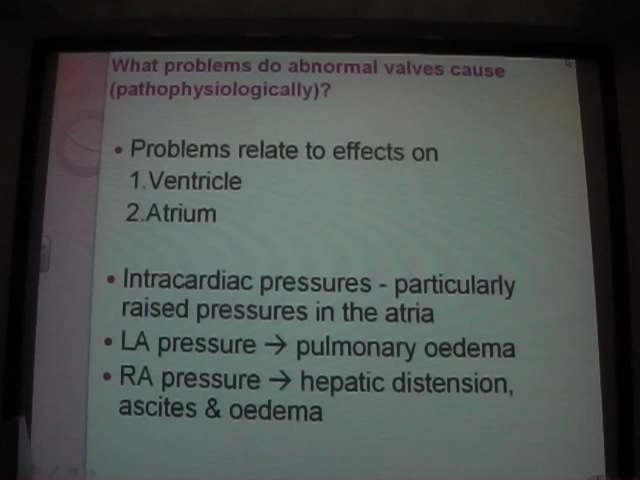 What problems do abnormal valves cause
(pathophysiologically)?
• Problems relate to effects on
1.Ventricle
2.Atrium
• Intracardiac pressures - particularly
raised pressures in the atria
• LA pressure → pulmonary oedema
• RA pressure → hepatic distension,
ascites & oedema